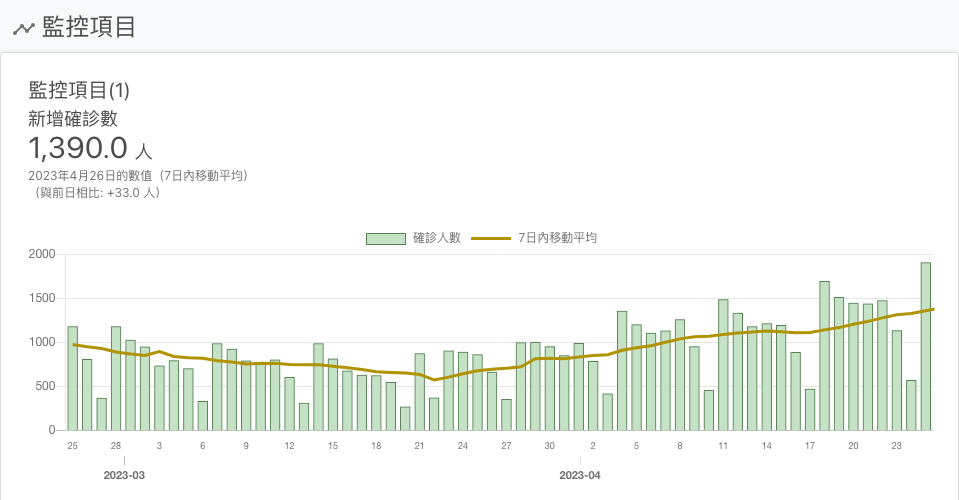 監控項目
監控項目(1)
新增確診數
1,390.0 人
2023年4月26日的數值（7日內移動平均）
（與前日相比: +33.0 人）
確診人數 7日內移動平均
2000
1500
1000
500
0
25 28 3 6 9 12 15 18 21 24 27 30 2 5 8 11 14 17 20 23
2023-03 2023-04